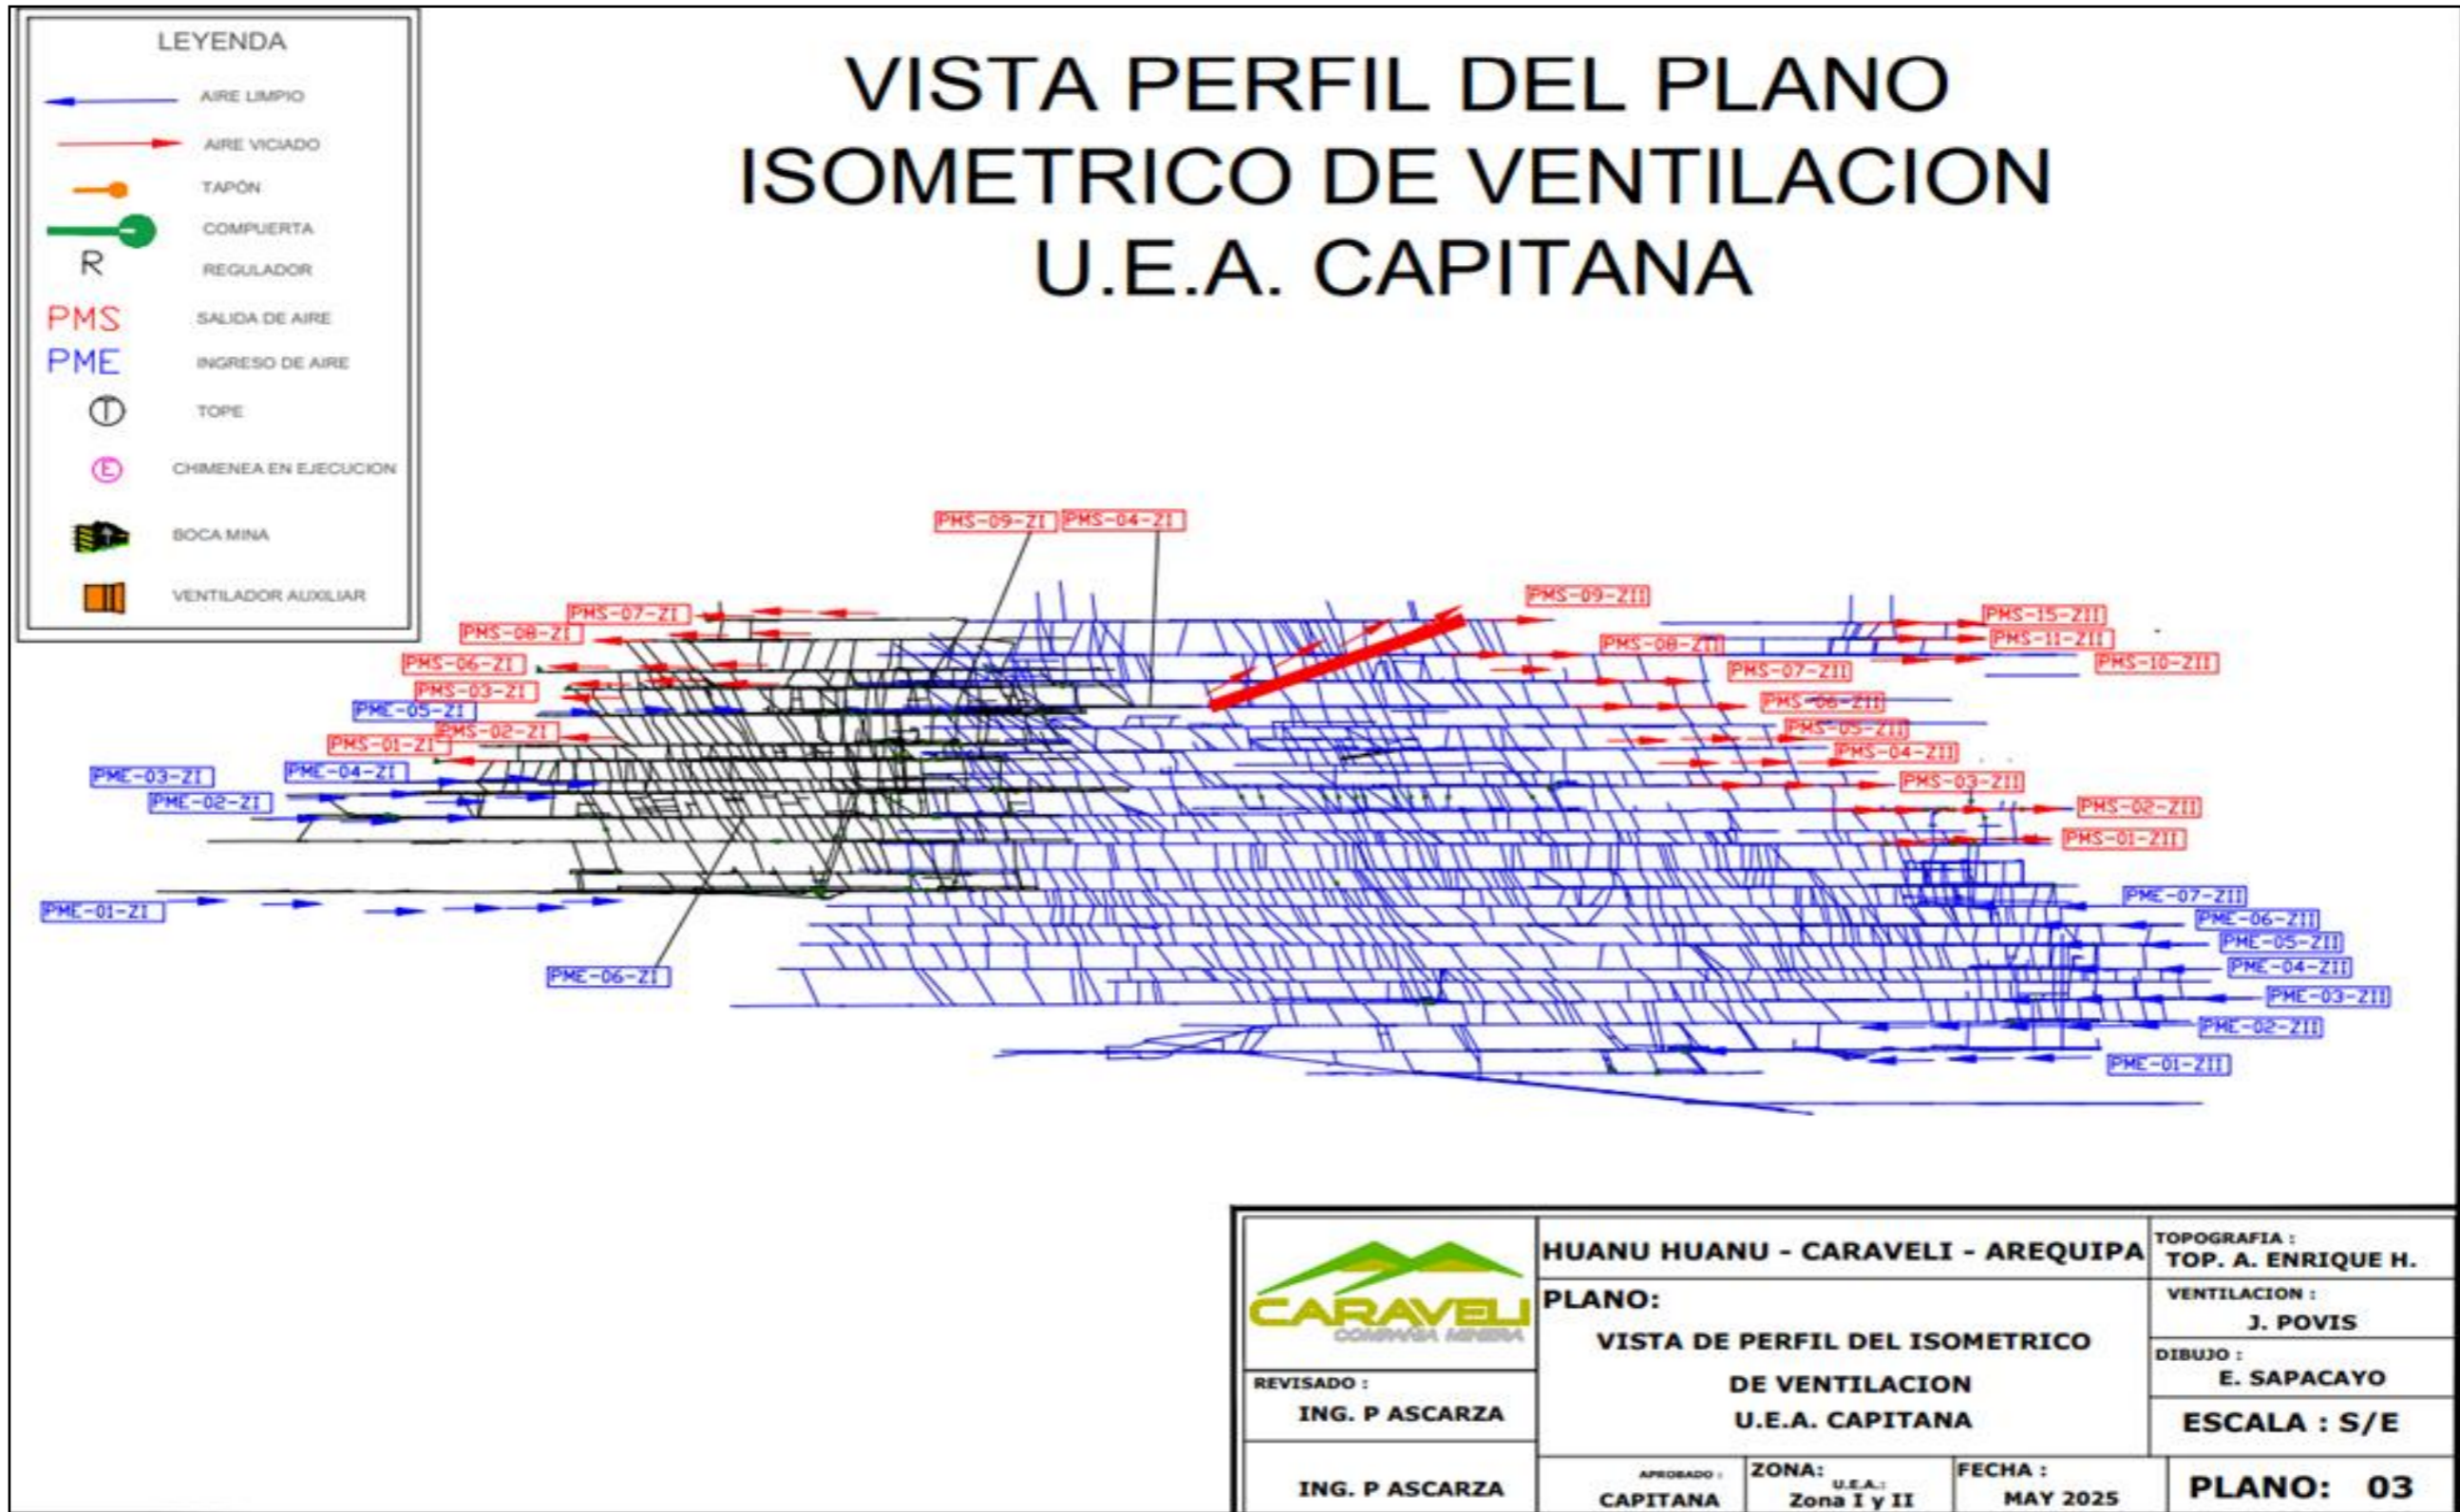 LEYENDA
AIRE LIMPIO
AIRE VICIADO
TAPÓN
COMPUERTA
R REGULADOR
PMS SALIDA DE AIRE
PME INGRESO DE AIRE
T TOPE
E CHIMENEA EN EJECUCION
BOCA MINA
VENTILADOR AUXILIAR
VISTA PERFIL DEL PLANO
ISOMETRICO DE VENTILACION
U.E.A. CAPITANA
PMS-09-ZI
PMS-04-ZI
PMS-07-ZI
PMS-08-ZI
PMS-06-ZI
PMS-03-ZI
PME-05-ZI
PMS-02-ZI
PMS-01-ZI
PME-04-ZI
PME-03-ZI
PME-02-ZI
PME-01-ZI
PME-06-ZI
PMS-09-ZII
PMS-08-ZII
PMS-07-ZII
PMS-06-ZII
PMS-05-ZII
PMS-04-ZII
PMS-03-ZII
PMS-02-ZII
PMS-01-ZII
PMS-15-ZII
PMS-11-ZII
PMS-10-ZII
PME-07-ZII
PME-06-ZII
PME-05-ZII
PME-04-ZII
PME-03-ZII
PME-02-ZII
PME-01-ZII
CARAVELI
COMPAÑIA MINERA
REVISADO :
ING. P ASCARZA
ING. P ASCARZA
HUANU HUANU - CARAVELI - AREQUIPA
PLANO:
VISTA DE PERFIL DEL ISOMETRICO
DE VENTILACION
U.E.A. CAPITANA
APROBADO :
CAPITANA
ZONA:
U.E.A.:
Zona I y II
FECHA :
MAY 2025
TOPOGRAFIA :
TOP. A. ENRIQUE H.
VENTILACION :
J. POVIS
DIBUJO :
E. SAPACAYO
ESCALA : S/E
PLANO: 03